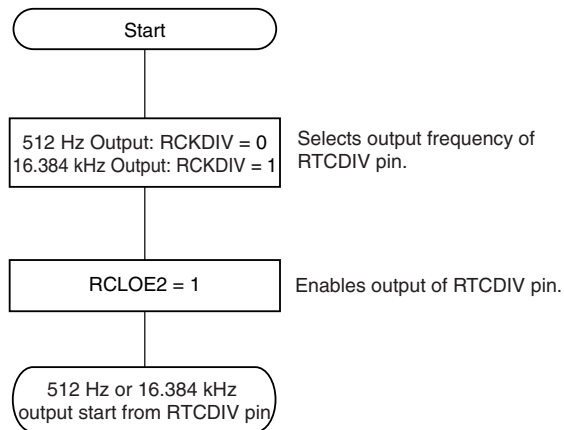 Start
512 Hz Output: RCKDIV = 0
16.384 kHz Output: RCKDIV = 1
Selects output frequency of
RTCDIV pin.
RCLOE2 = 1
Enables output of RTCDIV pin.
512 Hz or 16.384 kHz
output start from RTCDIV pin